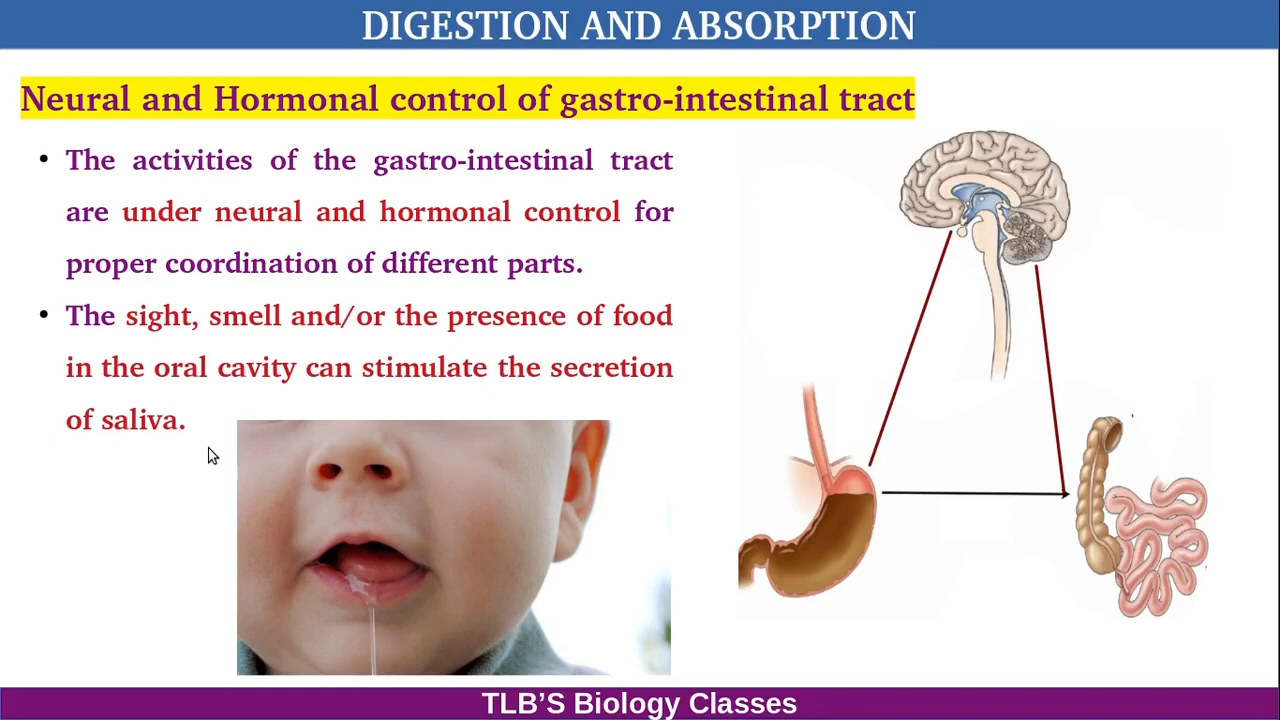 DIGESTION AND ABSORPTION
Neural and Hormonal control of gastro-intestinal tract
• The activities of the gastro-intestinal tract
are under neural and hormonal control for
proper coordination of different parts.
• The sight, smell and/or the presence of food
in the oral cavity can stimulate the secretion
of saliva.
TLB'S Biology Classes